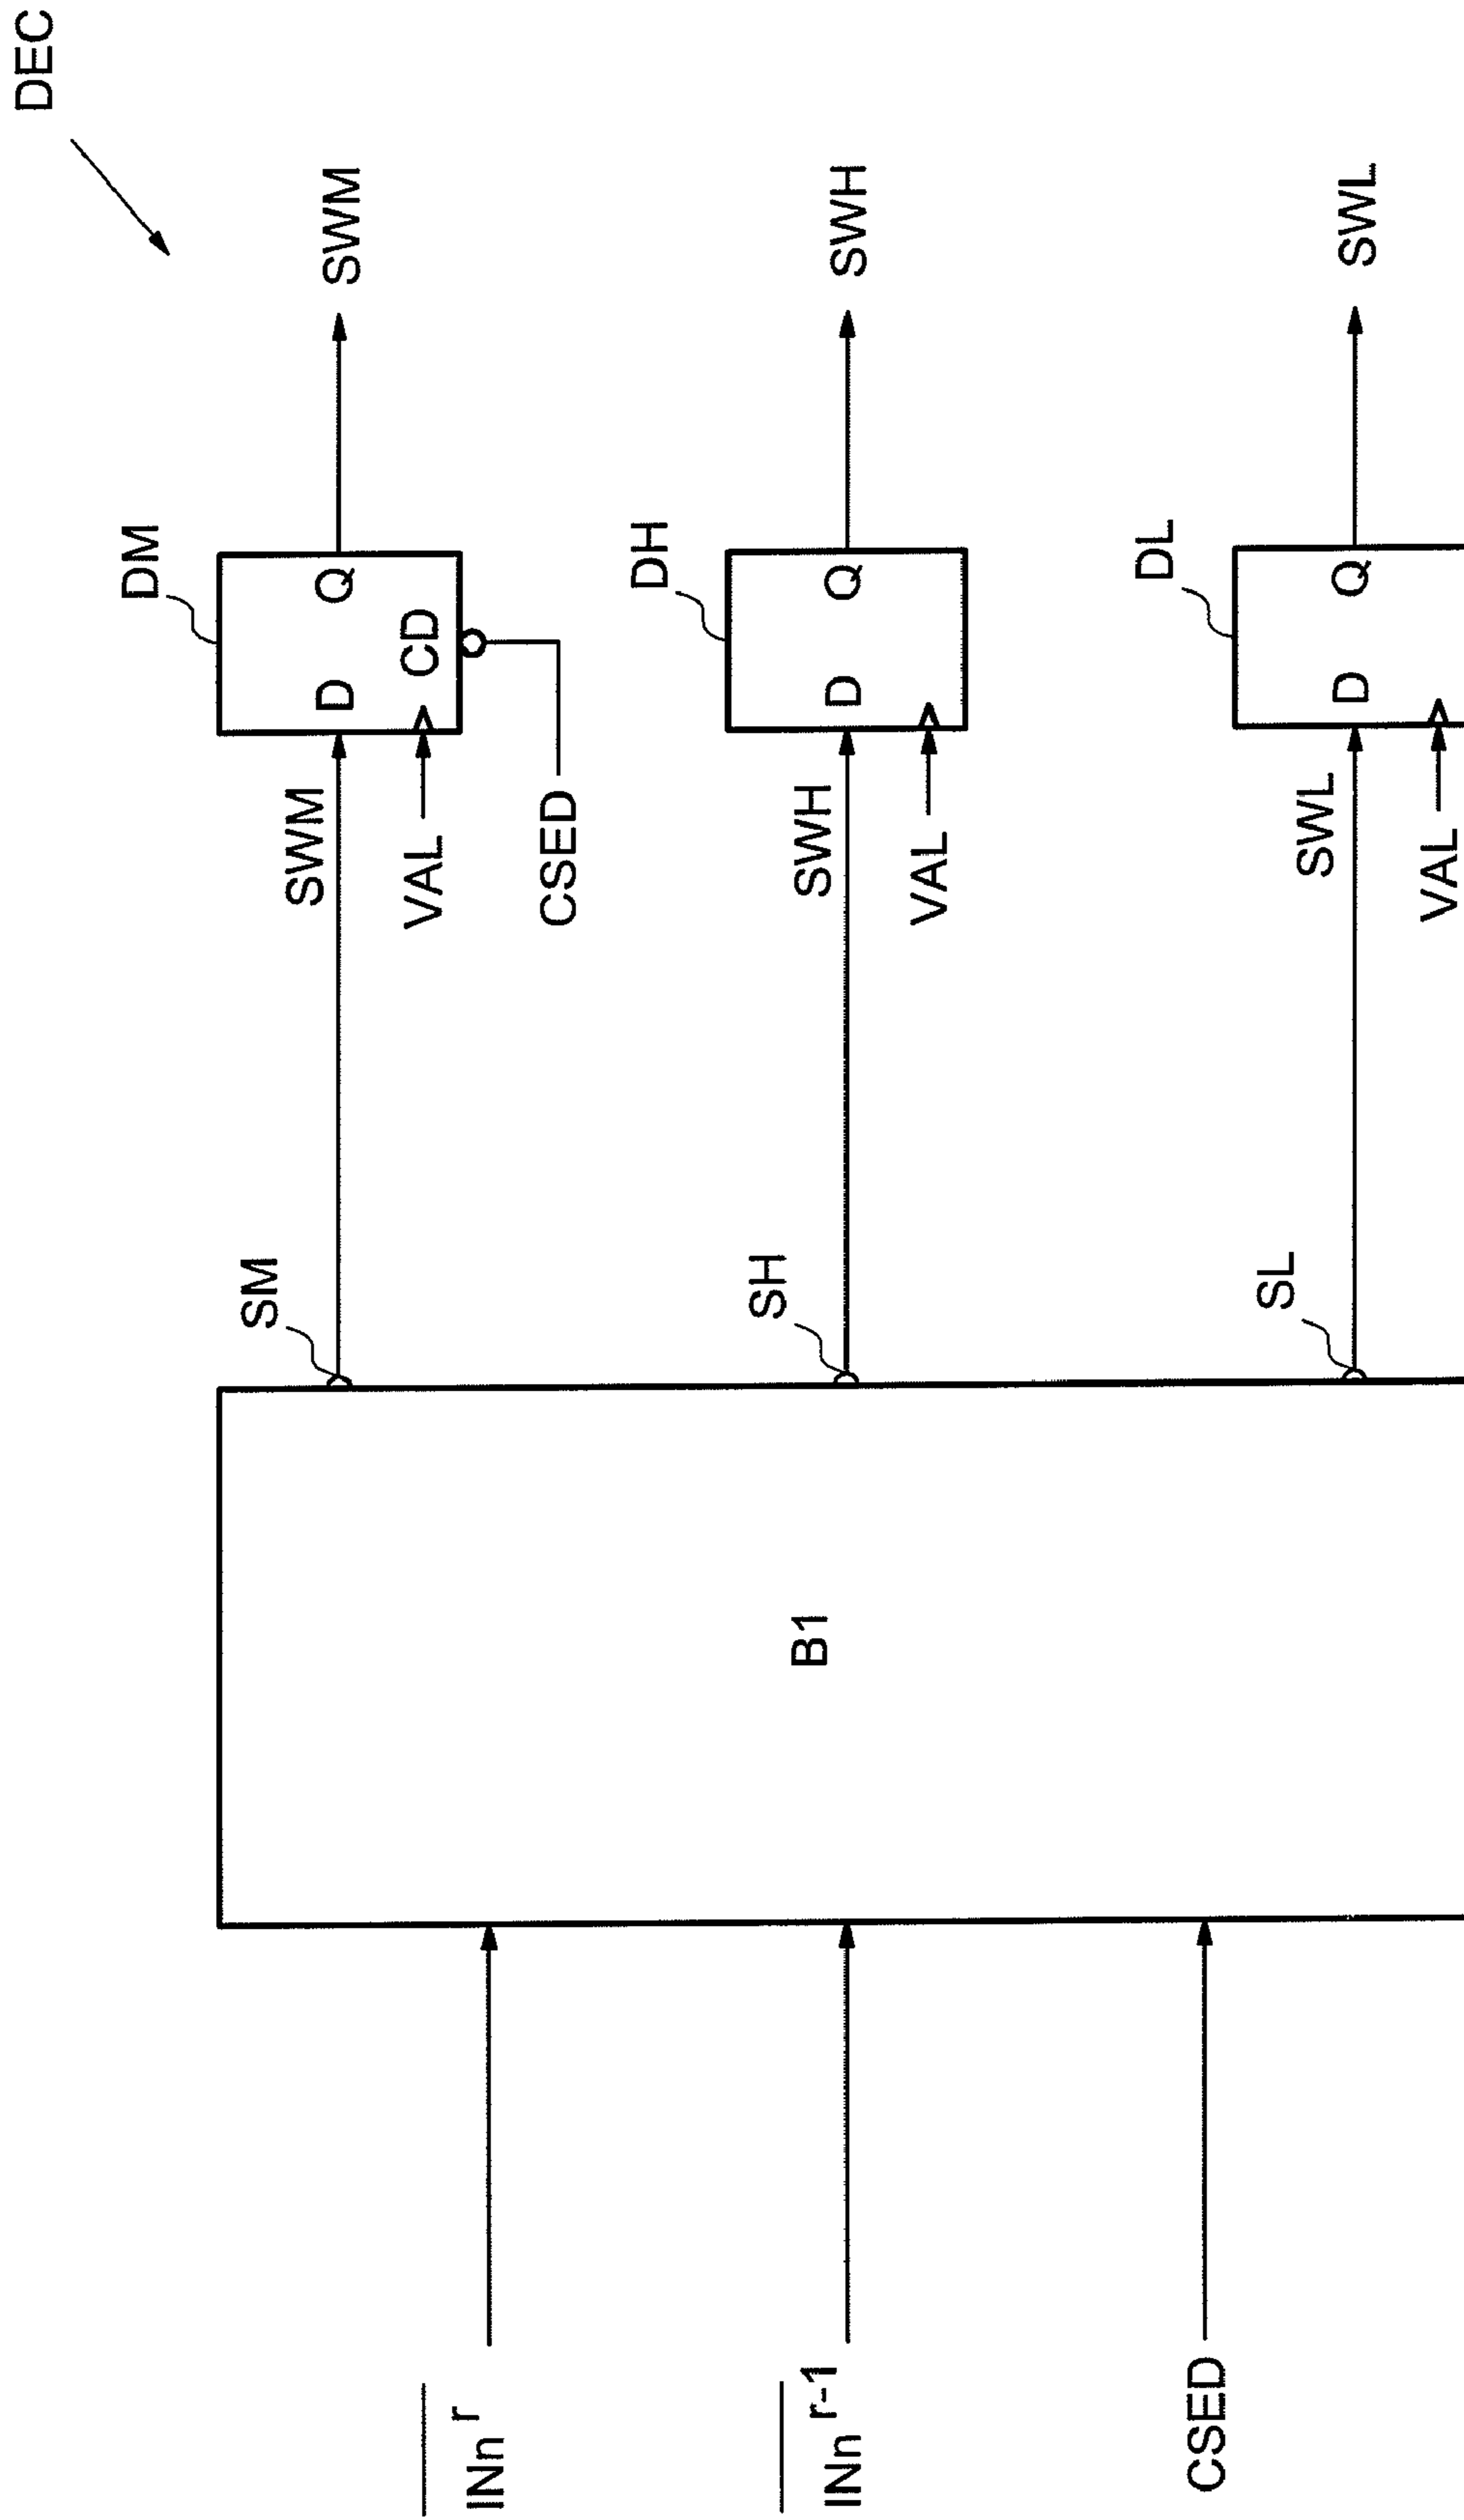 DEC
DM
SM
SWM
D
Q
SWM
VAL
CD
CSED
INn r
DH
SH
SWH
D
Q
SWH
VAL
B1
INn r-1
DL
SL
SWL
D
Q
SWL
VAL
CSED